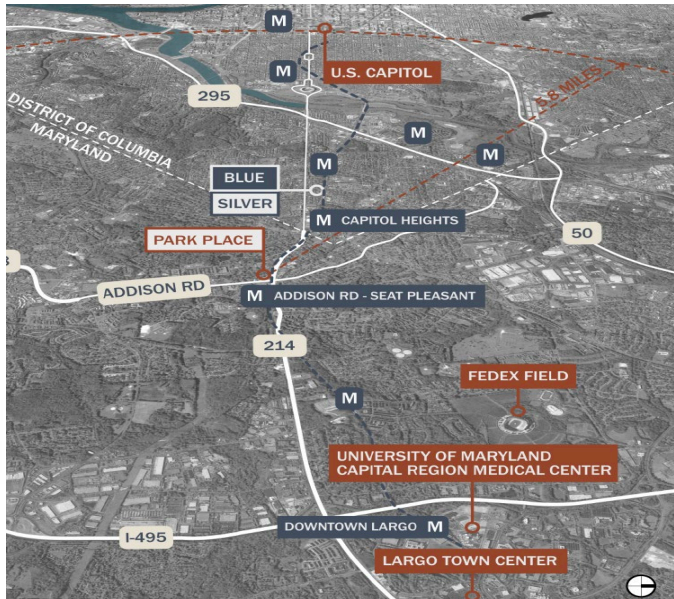 M
U.S. CAPITOL
M
295
5.8 MILES
DISTRICT OF COLUMBIA
MARYLAND
M
M
M
BLUE
SILVER
M CAPITOL HEIGHTS
PARK PLACE
50
ADDISON RD
M ADDISON RD - SEAT PLEASANT
214
FEDEX FIELD
M
UNIVERSITY OF MARYLAND
CAPITAL REGION MEDICAL CENTER
DOWNTOWN LARGO M
I-495
LARGO TOWN CENTER